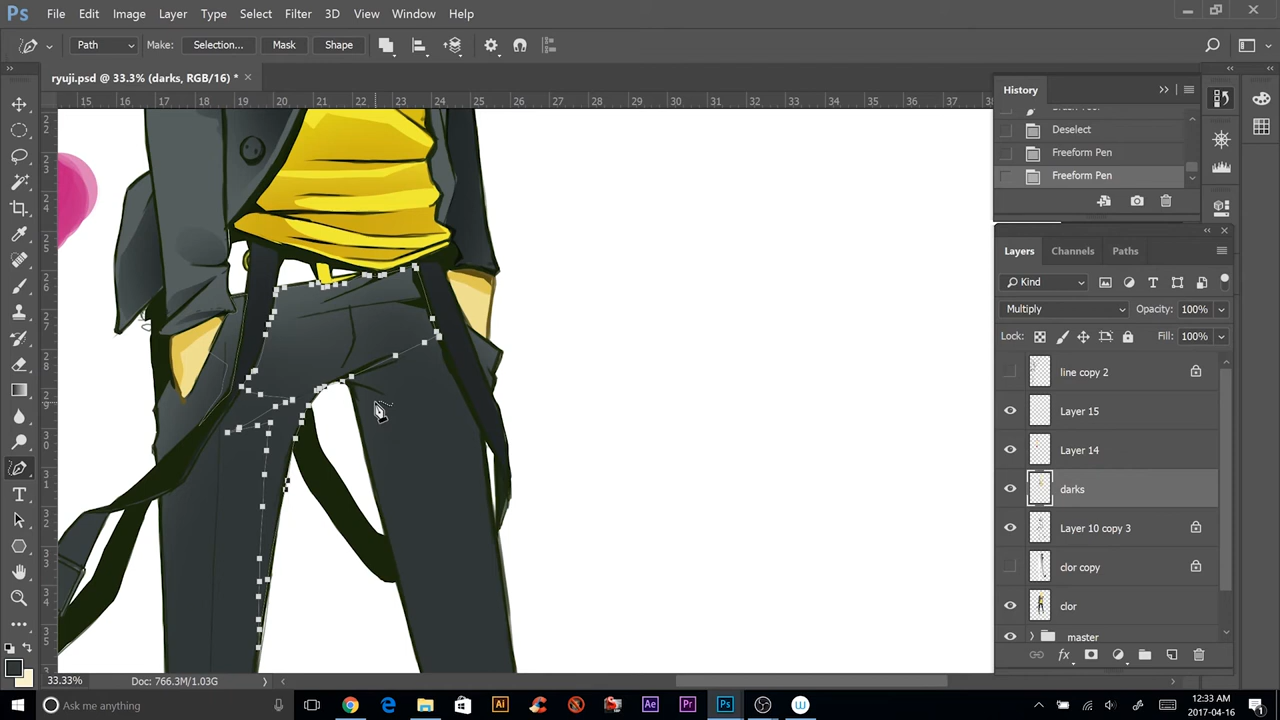 Ps File Edit Image Layer Type Select Filter 3D View Window Help
Path Make: Selection... Mask Shape
ryuji.psd @ 33.3% (darks, RGB/16) * ×
15 16 17 18 19 20 21 22 23 24 25 26 27 28 29 30 31 32 33 34 35 36 37
History
Deselect
Freeform Pen
Freeform Pen
Layers Channels Paths
Kind
Multiply Opacity: 100%
Lock: Fill: 100%
line copy 2
Layer 15
Layer 14
darks
Layer 10 copy 3
clor copy
clor
master
33.33% Doc: 766.3M/1.03G
Ask me anything
Ai Ae Pr Ps W
12:33 AM
2017-04-16